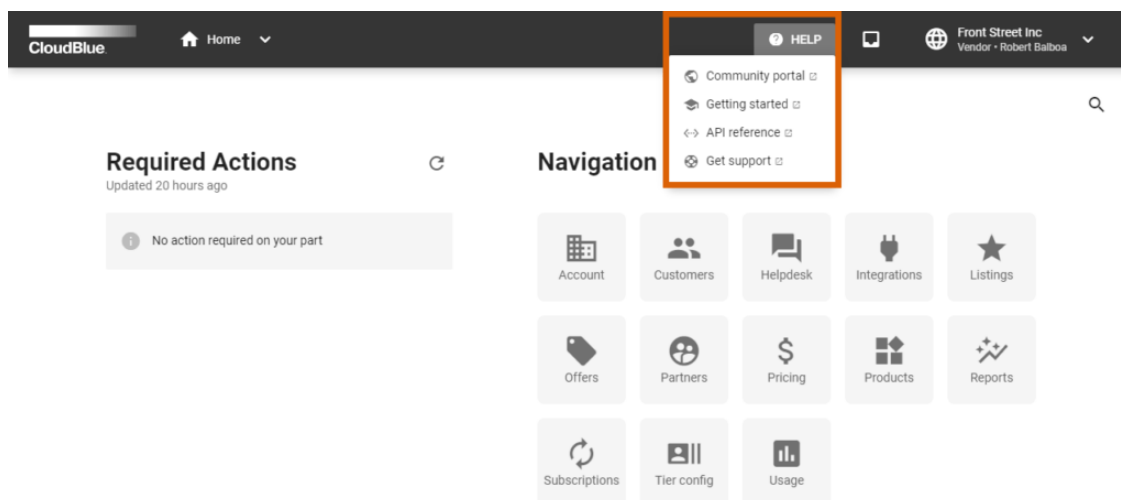 CloudBlue.
Home
HELP
Front Street Inc
Vendor • Robert Balboa
Community portal
Getting started
API reference
Get support
Required Actions
Updated 20 hours ago
No action required on your part
Navigation
Account
Customers
Helpdesk
Integrations
Listings
Offers
Partners
Pricing
Products
Reports
Subscriptions
Tier config
Usage